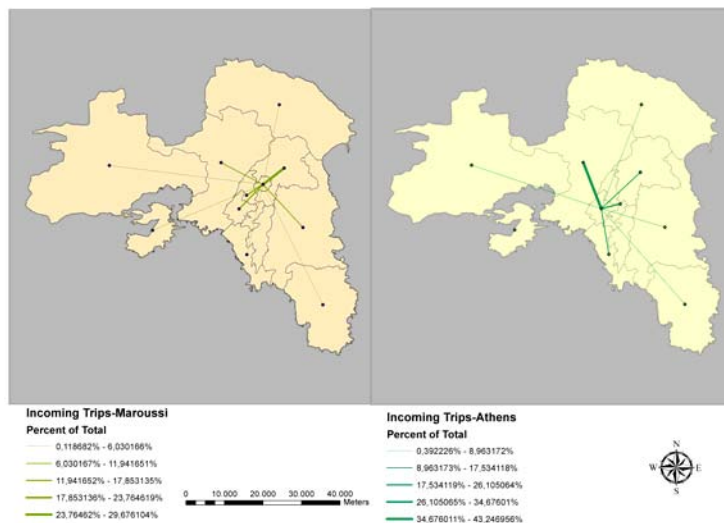 Incoming Trips-Maroussi
Percent of Total
0,118682% - 6,030166%
6,030167% - 11,941651%
11,941652% - 17,853135%
17,853136% - 23,764619%
23,76462% - 29,676104%
0 10.000 20.000 30.000 40.000
Meters
Incoming Trips-Athens
Percent of Total
0,392226% - 8,963172%
8,963173% - 17,534118%
17,534119% - 26,105064%
26,105065% - 34,67601%
34,676011% - 43,246956%
N
W E
S